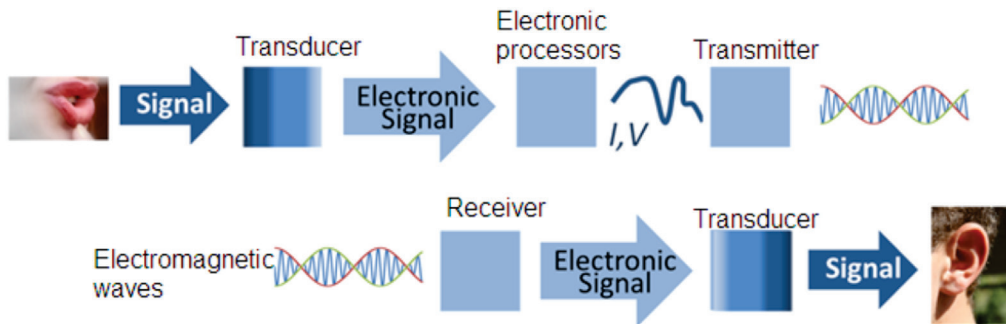 Electronic
processors
Transducer
Transmitter
Signal
Electronic
Signal
I, V
Receiver
Transducer
Electromagnetic
waves
Electronic
Signal
Signal